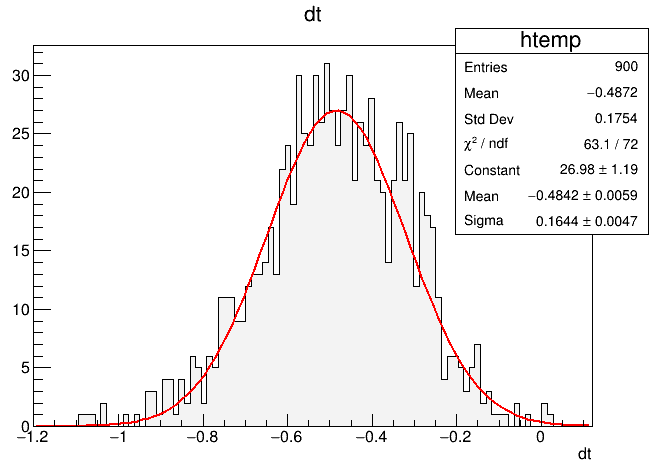 dt
htemp
Entries 900
Mean −0.4872
Std Dev 0.1754
χ² / ndf 63.1 / 72
Constant 26.98 ± 1.19
Mean −0.4842 ± 0.0059
Sigma 0.1644 ± 0.0047
30
25
20
15
10
5
0
−1.2 −1 −0.8 −0.6 −0.4 −0.2 0
dt